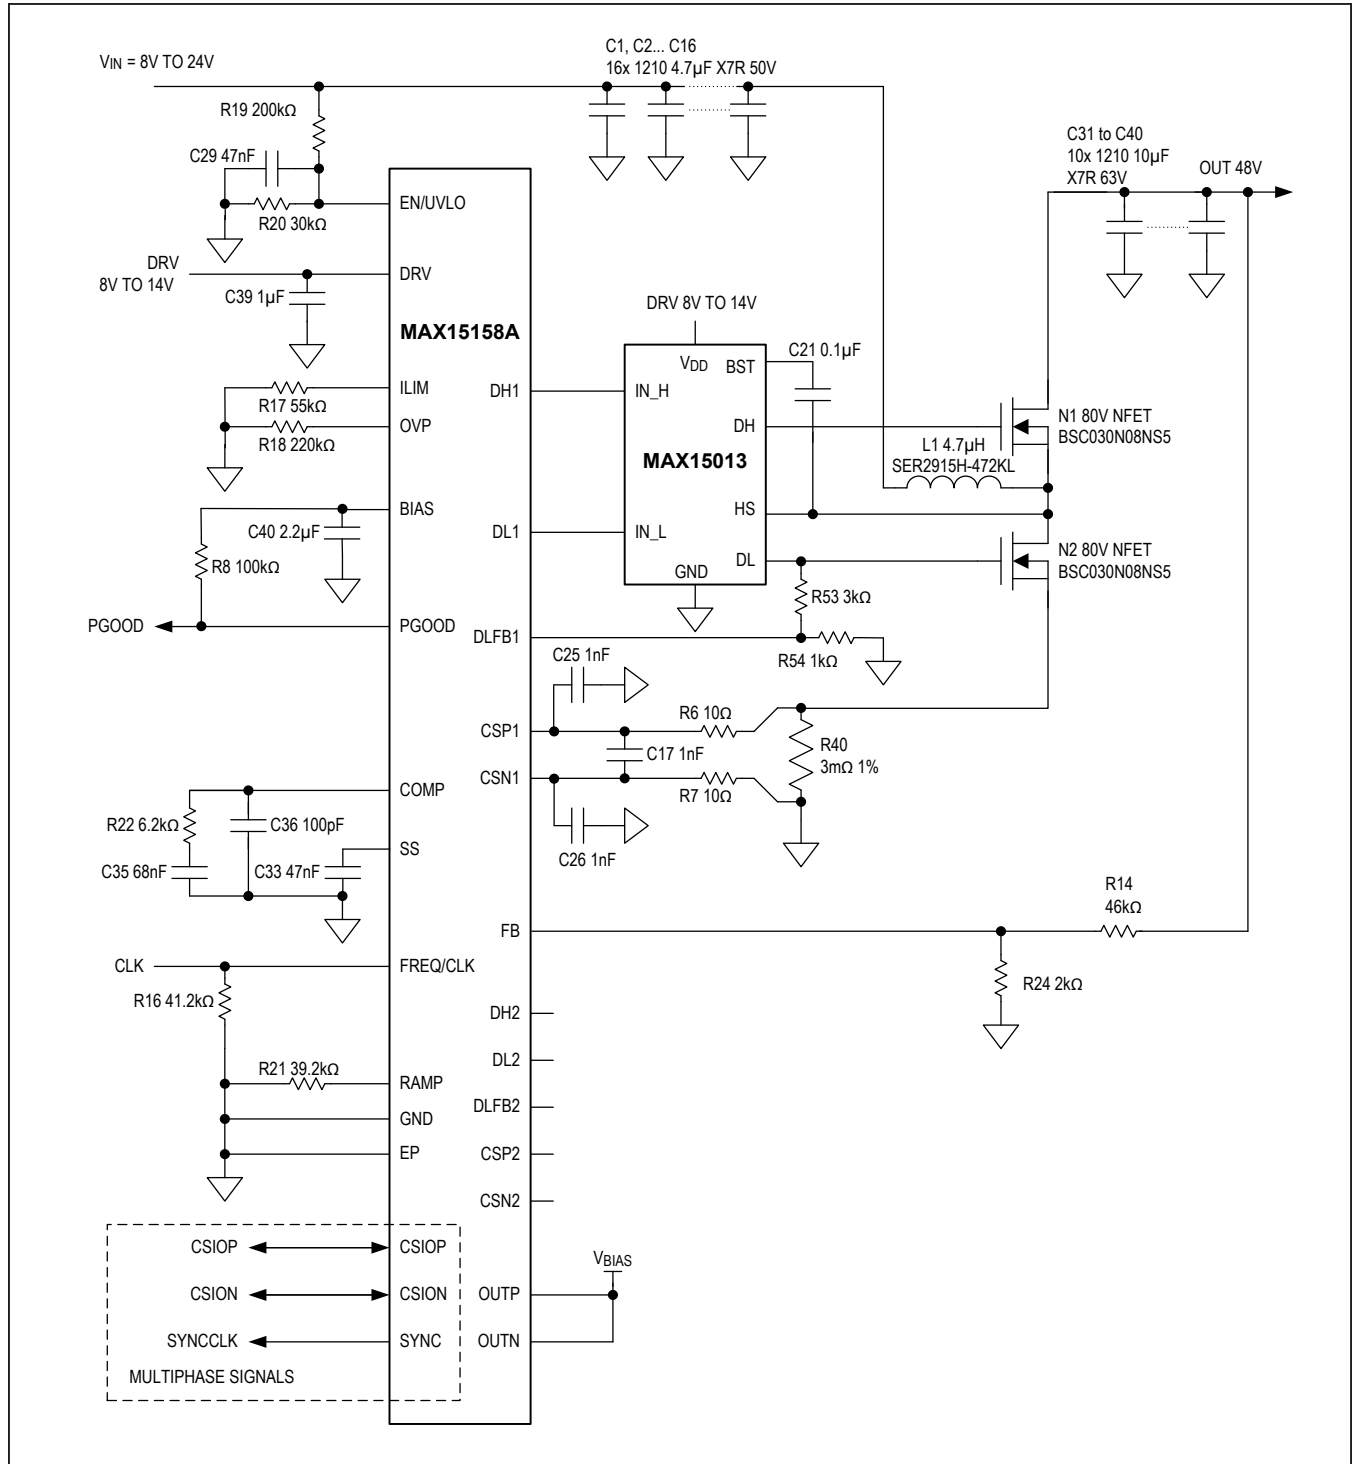 VIN = 8V TO 24V
C1, C2... C16
16x 1210 4.7µF X7R 50V
R19 200kΩ
C29 47nF
R20 30kΩ
EN/UVLO
C31 to C40
10x 1210 10µF
X7R 63V
OUT 48V
DRV
8V TO 14V
DRV
C39 1µF
MAX15158A
DRV 8V TO 14V
VDD
BST
C21 0.1µF
ILIM
R17 55kΩ
OVP
R18 220kΩ
DH1
IN_H
DH
MAX15013
L1 4.7µH
SER2915H-472KL
N1 80V NFET
BSC030N08NS5
BIAS
C40 2.2µF
R8 100kΩ
DL1
IN_L
HS
DL
GND
N2 80V NFET
BSC030N08NS5
R53 3kΩ
PGOOD
PGOOD
DLFB1
R54 1kΩ
C25 1nF
CSP1
R6 10Ω
C17 1nF
R40
3mΩ 1%
CSN1
R7 10Ω
C26 1nF
COMP
R22 6.2kΩ
C36 100pF
SS
C35 68nF
C33 47nF
R14
46kΩ
FB
R24 2kΩ
CLK
FREQ/CLK
R16 41.2kΩ
DH2
DL2
R21 39.2kΩ
RAMP
DLFB2
GND
EP
CSP2
CSN2
CSIOP
CSIOP
VBIAS
CSION
CSION
OUTP
SYNCCLK
SYNC
OUTN
MULTIPHASE SIGNALS